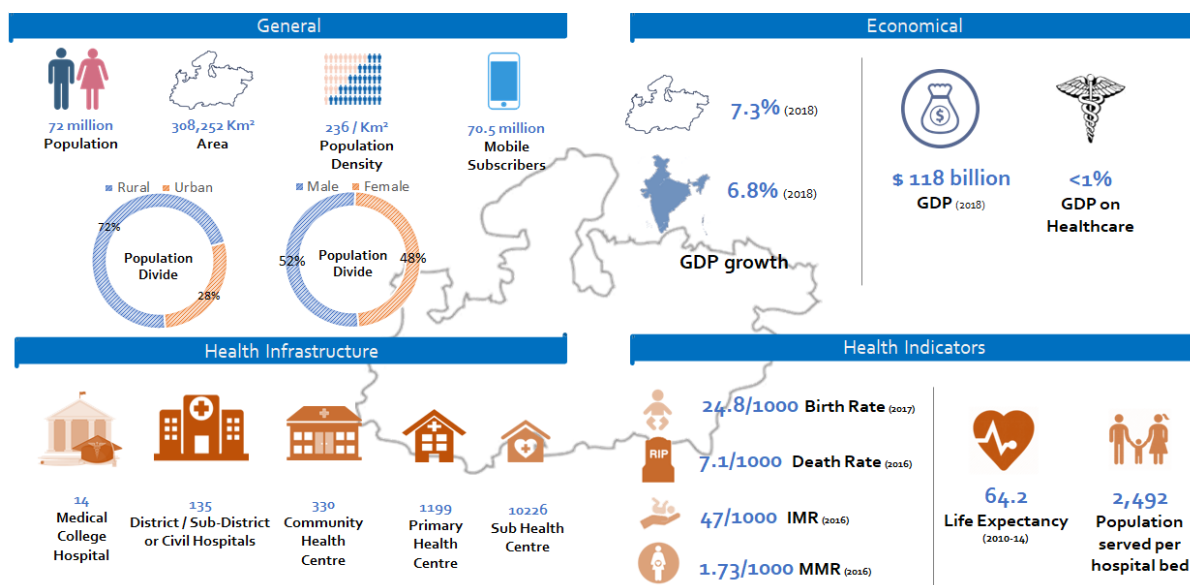 General
72 million
Population
308,252 Km²
Area
236 / Km²
Population
Density
70.5 million
Mobile
Subscribers
Rural Urban
72%
Population
Divide
28%
Male Female
52%
Population
Divide
48%
Economical
7.3% (2018)
6.8% (2018)
GDP growth
$
$ 118 billion
GDP (2018)
<1%
GDP on
Healthcare
Health Infrastructure
14
Medical
College
Hospital
135
District / Sub-District
or Civil Hospitals
330
Community
Health
Centre
1199
Primary
Health
Centre
10226
Sub Health
Centre
Health Indicators
24.8/1000 Birth Rate (2017)
RIP
7.1/1000 Death Rate (2016)
47/1000 IMR (2016)
1.73/1000 MMR (2016)
64.2
Life Expectancy
(2010-14)
2,492
Population
served per
hospital bed